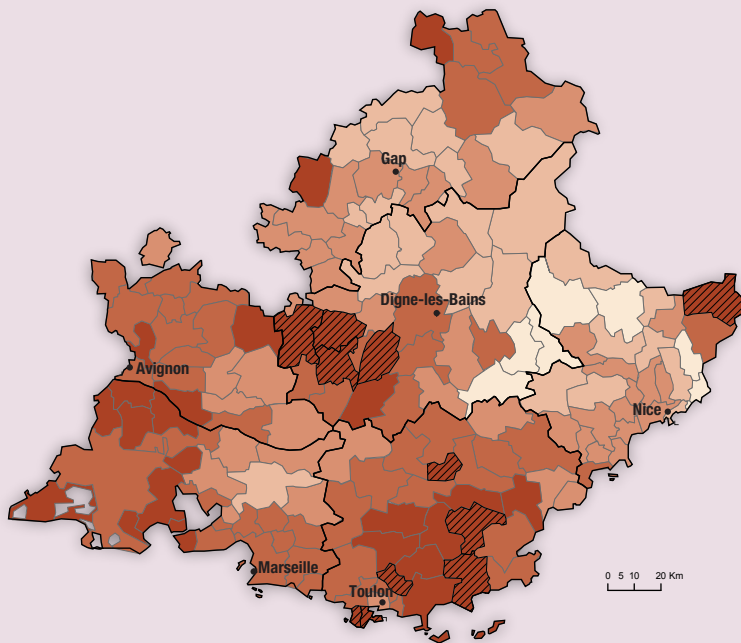 Gap
Digne-les-Bains
Avignon
Nice
Marseille
Toulon
0 5 10 20 Km